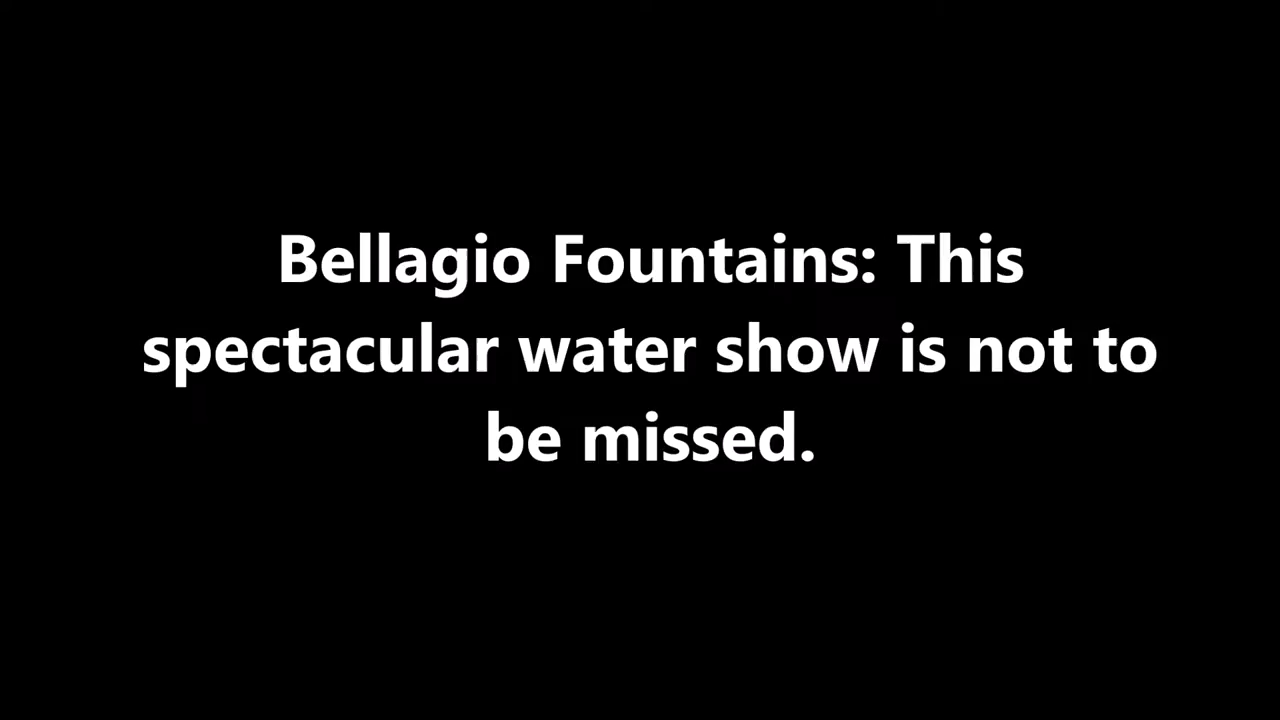 Bellagio Fountains: This
spectacular water show is not to
be missed.